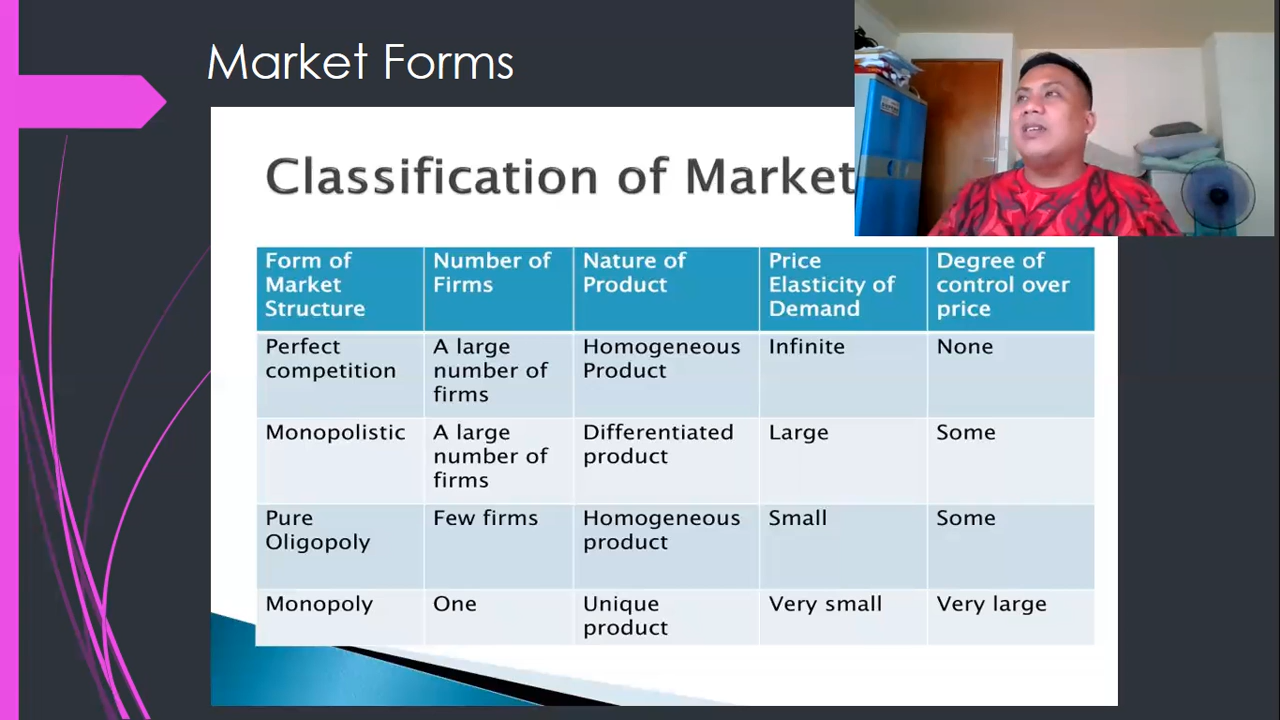 Market Forms
Classification of Market
Form of Market Structure | Number of Firms | Nature of Product | Price Elasticity of Demand | Degree of control over price
Perfect competition | A large number of firms | Homogeneous Product | Infinite | None
Monopolistic | A large number of firms | Differentiated product | Large | Some
Pure Oligopoly | Few firms | Homogeneous product | Small | Some
Monopoly | One | Unique product | Very small | Very large